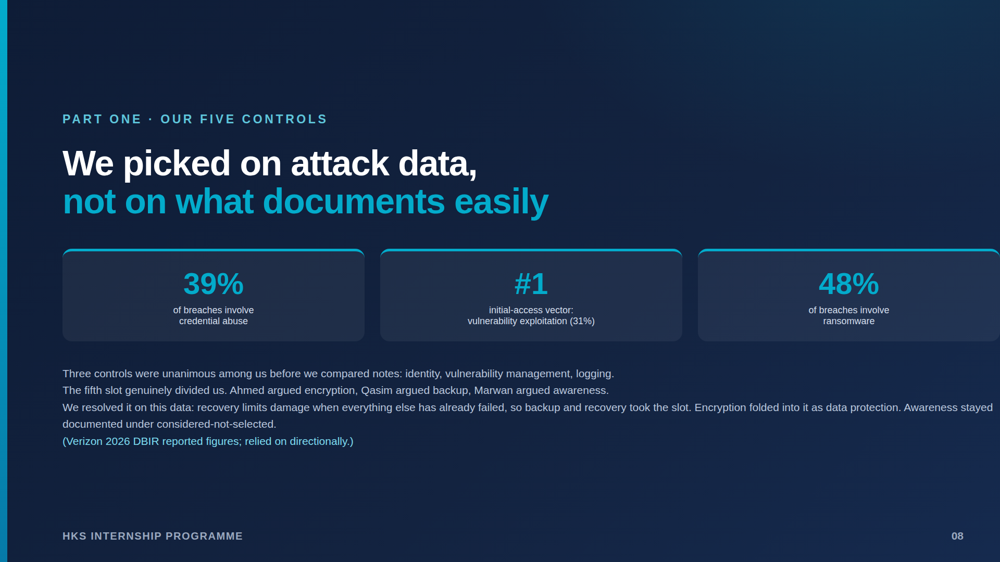 PART ONE · OUR FIVE CONTROLS
We picked on attack data,
not on what documents easily
39%
of breaches involve
credential abuse
#1
initial-access vector:
vulnerability exploitation (31%)
48%
of breaches involve
ransomware
Three controls were unanimous among us before we compared notes: identity, vulnerability management, logging.
The fifth slot genuinely divided us. Ahmed argued encryption, Qasim argued backup, Marwan argued awareness.
We resolved it on this data: recovery limits damage when everything else has already failed, so backup and recovery took the slot. Encryption folded into it as data protection. Awareness stayed
documented under considered-not-selected.
(Verizon 2026 DBIR reported figures; relied on directionally.)
HKS INTERNSHIP PROGRAMME
08